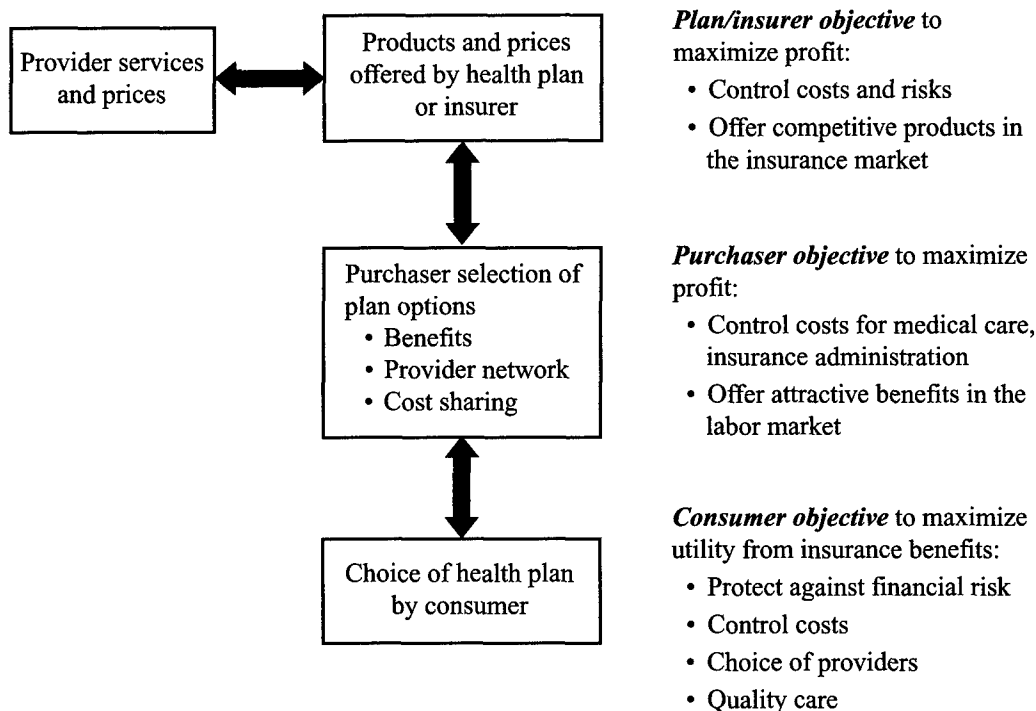 Provider services
and prices
Products and prices
offered by health plan
or insurer
Plan/insurer objective to
maximize profit:
• Control costs and risks
• Offer competitive products in
the insurance market
Purchaser selection of
plan options
• Benefits
• Provider network
• Cost sharing
Purchaser objective to maximize
profit:
• Control costs for medical care,
insurance administration
• Offer attractive benefits in the
labor market
Choice of health plan
by consumer
Consumer objective to maximize
utility from insurance benefits:
• Protect against financial risk
• Control costs
• Choice of providers
• Quality care